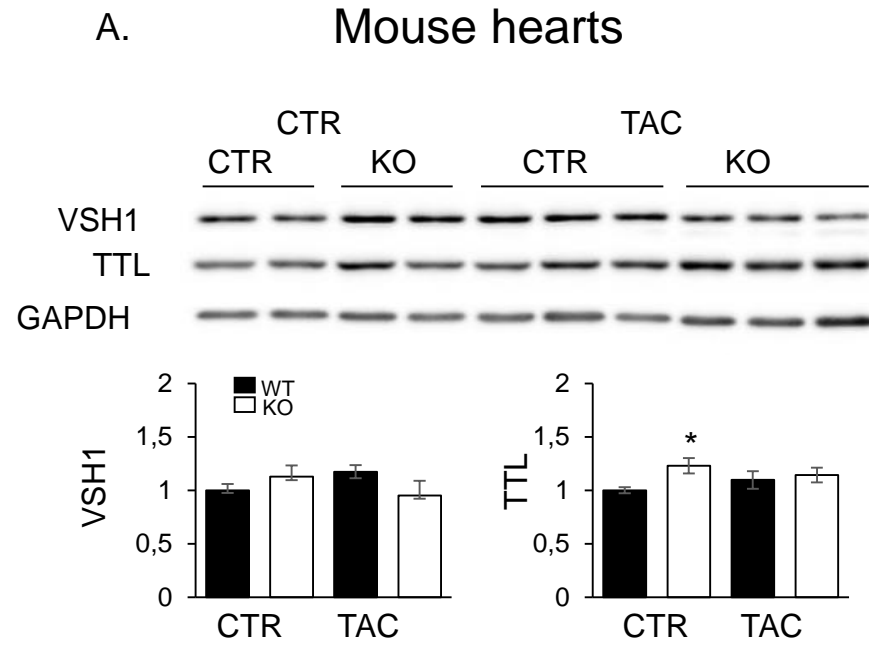 A. Mouse hearts
CTR TAC
CTR KO CTR KO
VSH1
TTL
GAPDH
VSH1
2
1,5
1
0,5
0
WT
KO
CTR TAC
TTL
2
1,5
1
0,5
0
*
CTR TAC